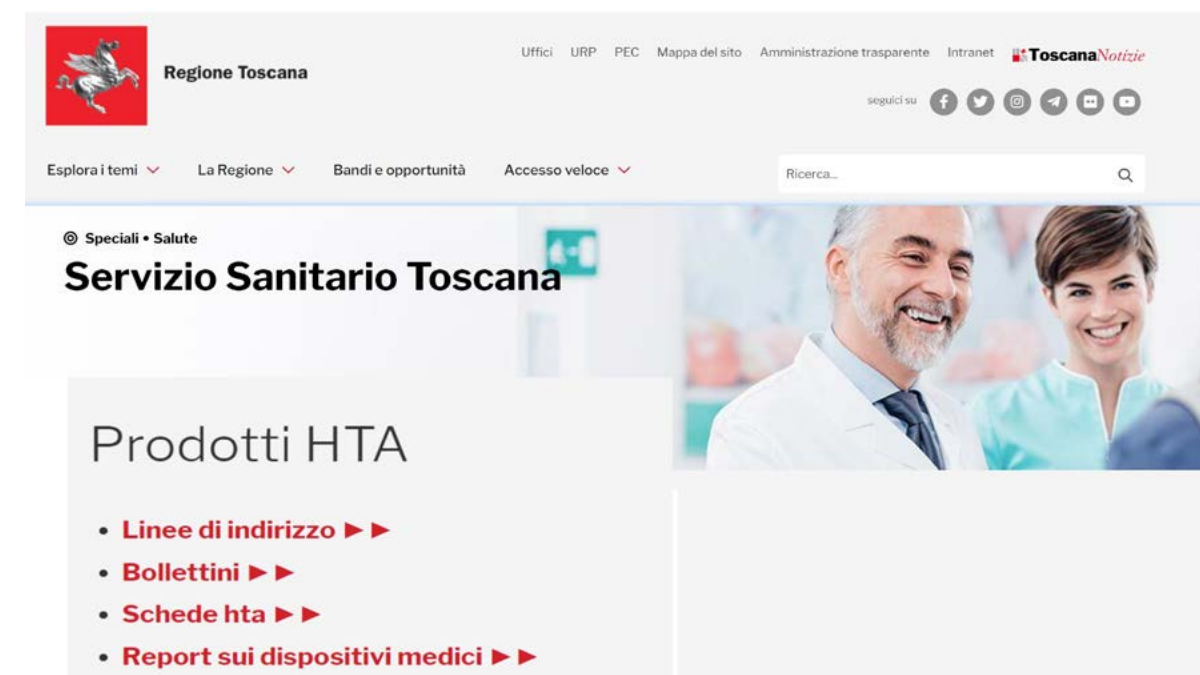 Regione Toscana
Uffici URP PEC Mappa del sito Amministrazione trasparente Intranet ToscanaNotizie
seguici su
Esplora i temi La Regione Bandi e opportunità Accesso veloce Ricerca...
Speciali • Salute
Servizio Sanitario Toscana
Prodotti HTA
• Linee di indirizzo ►►
• Bollettini ►►
• Schede hta ►►
• Report sui dispositivi medici ►►